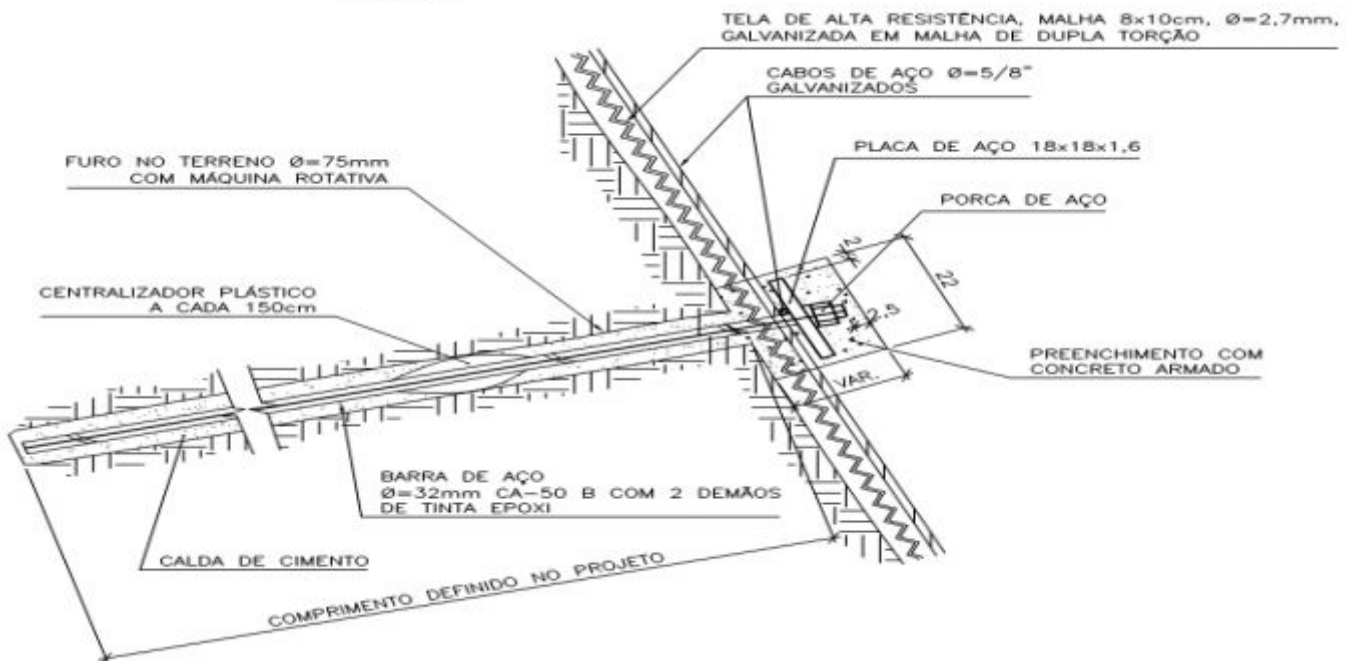 TELA DE ALTA RESISTÊNCIA, MALHA 8x10cm, Ø=2,7mm,
GALVANIZADA EM MALHA DE DUPLA TORÇÃO
CABOS DE AÇO Ø=5/8"
GALVANIZADOS
FURO NO TERRENO Ø=75mm
COM MÁQUINA ROTATIVA
PLACA DE AÇO 18x18x1,6
PORCA DE AÇO
2
22
CENTRALIZADOR PLÁSTICO
A CADA 150cm
2,5
PREENCHIMENTO COM
CONCRETO ARMADO
VAR.
BARRA DE AÇO
Ø=32mm CA-50 B COM 2 DEMÃOS
DE TINTA EPOXI
CALDA DE CIMENTO
COMPRIMENTO DEFINIDO NO PROJETO